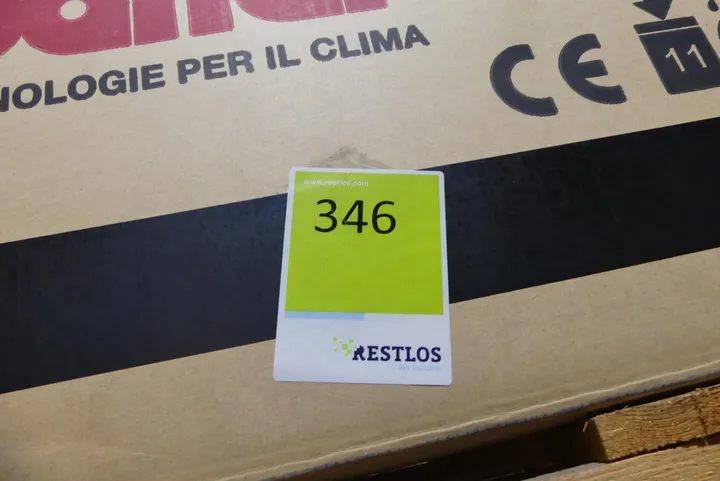 NOLOGIE PER IL CLIMA
CE
11
www.restlos.com
346
RESTLOS